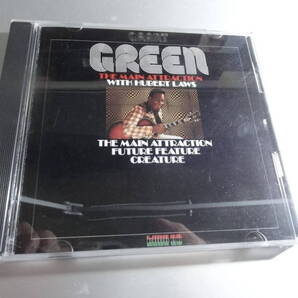 GREEN
THE MAIN ATTRACTION
WITH HUBERT LAWS
THE MAIN ATTRACTION
FUTURE FEATURE
CREATURE